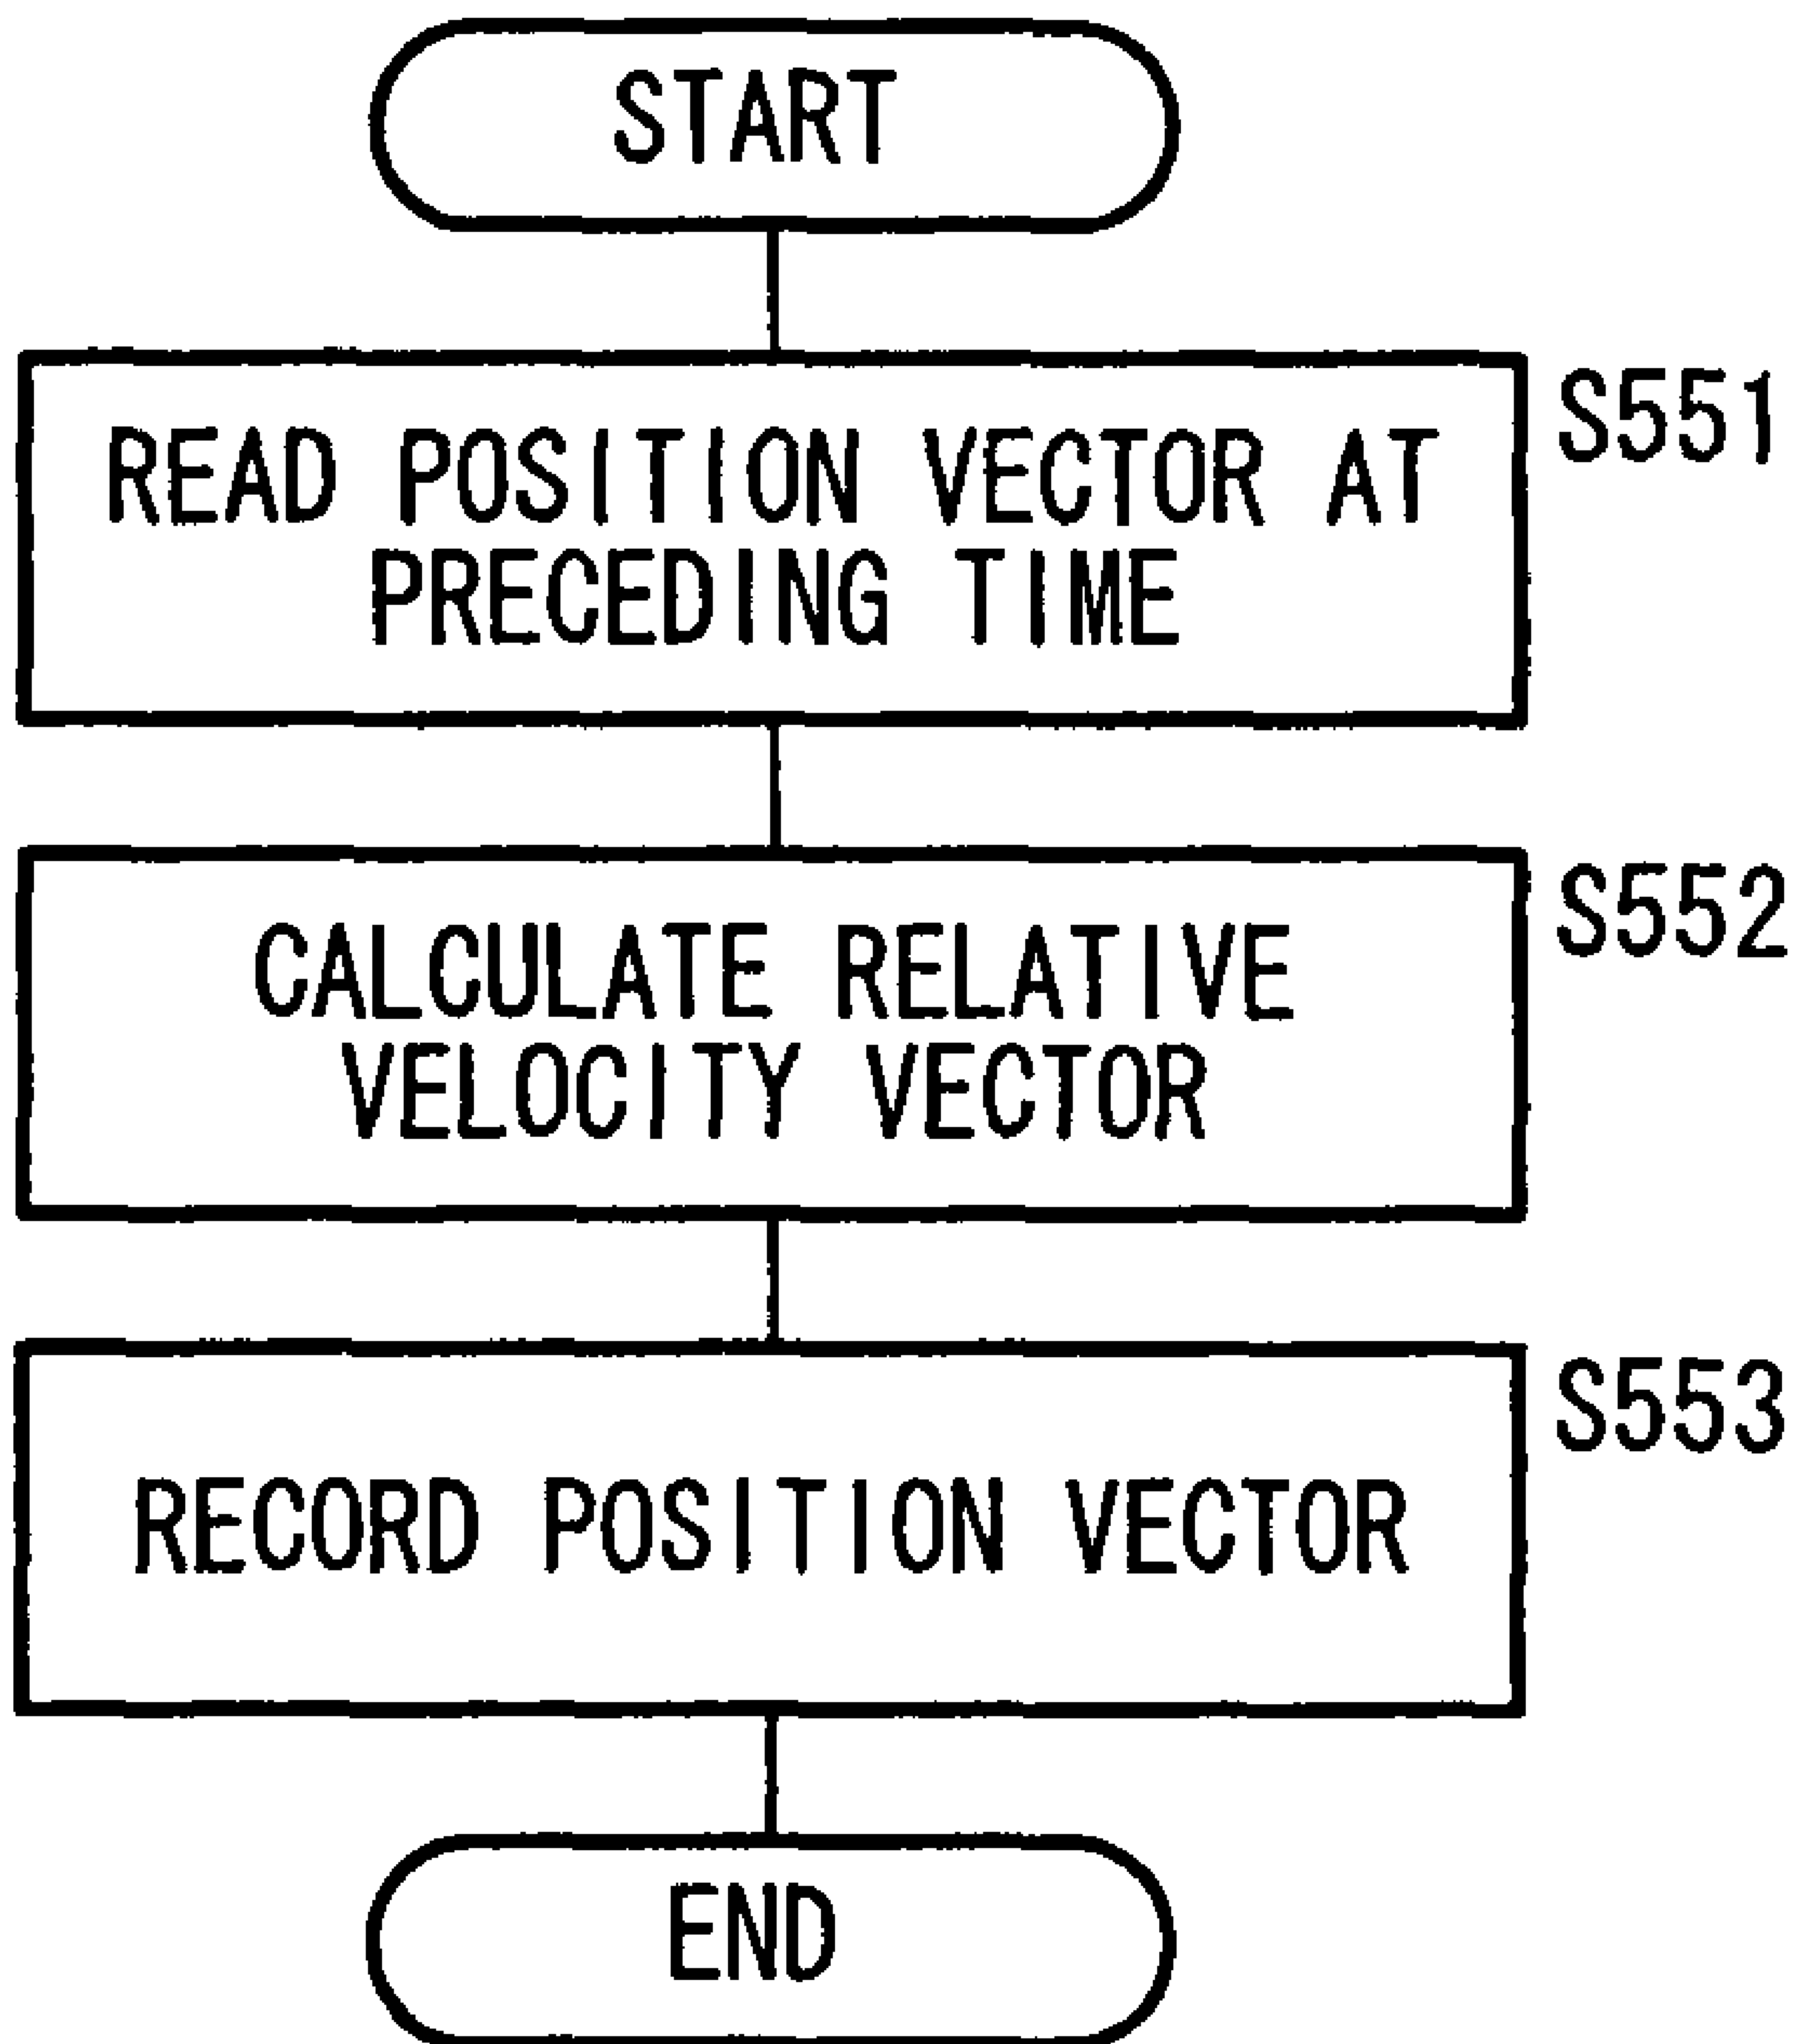 START
S551
READ POSITION VECTOR AT
PRECEDING TIME
S552
CALCULATE RELATIVE
VELOCITY VECTOR
S553
RECORD POSITION VECTOR
END